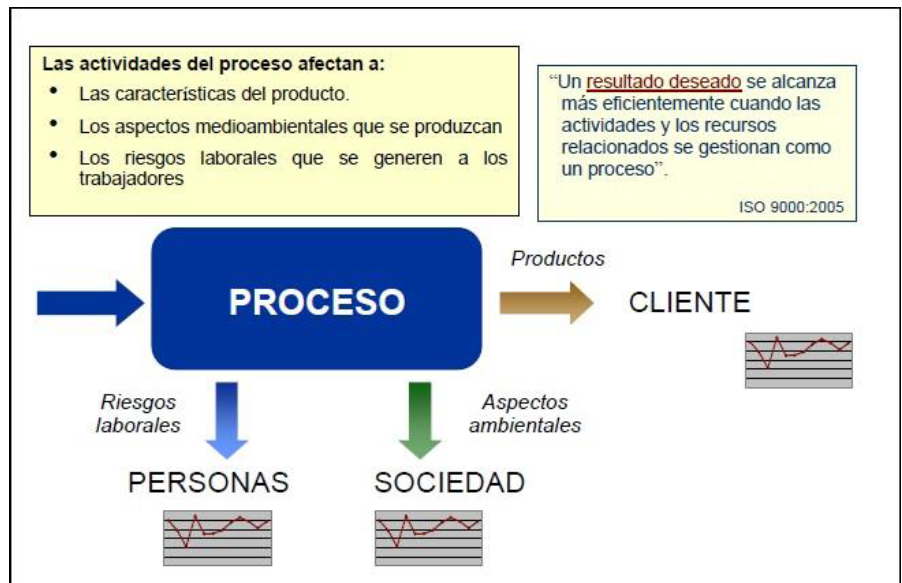 Las actividades del proceso afectan a:
• Las características del producto.
• Los aspectos medioambientales que se produzcan
• Los riesgos laborales que se generen a los
trabajadores
“Un resultado deseado se alcanza
más eficientemente cuando las
actividades y los recursos
relacionados se gestionan como
un proceso”.
ISO 9000:2005
PROCESO
Productos
CLIENTE
Riesgos
laborales
Aspectos
ambientales
PERSONAS
SOCIEDAD